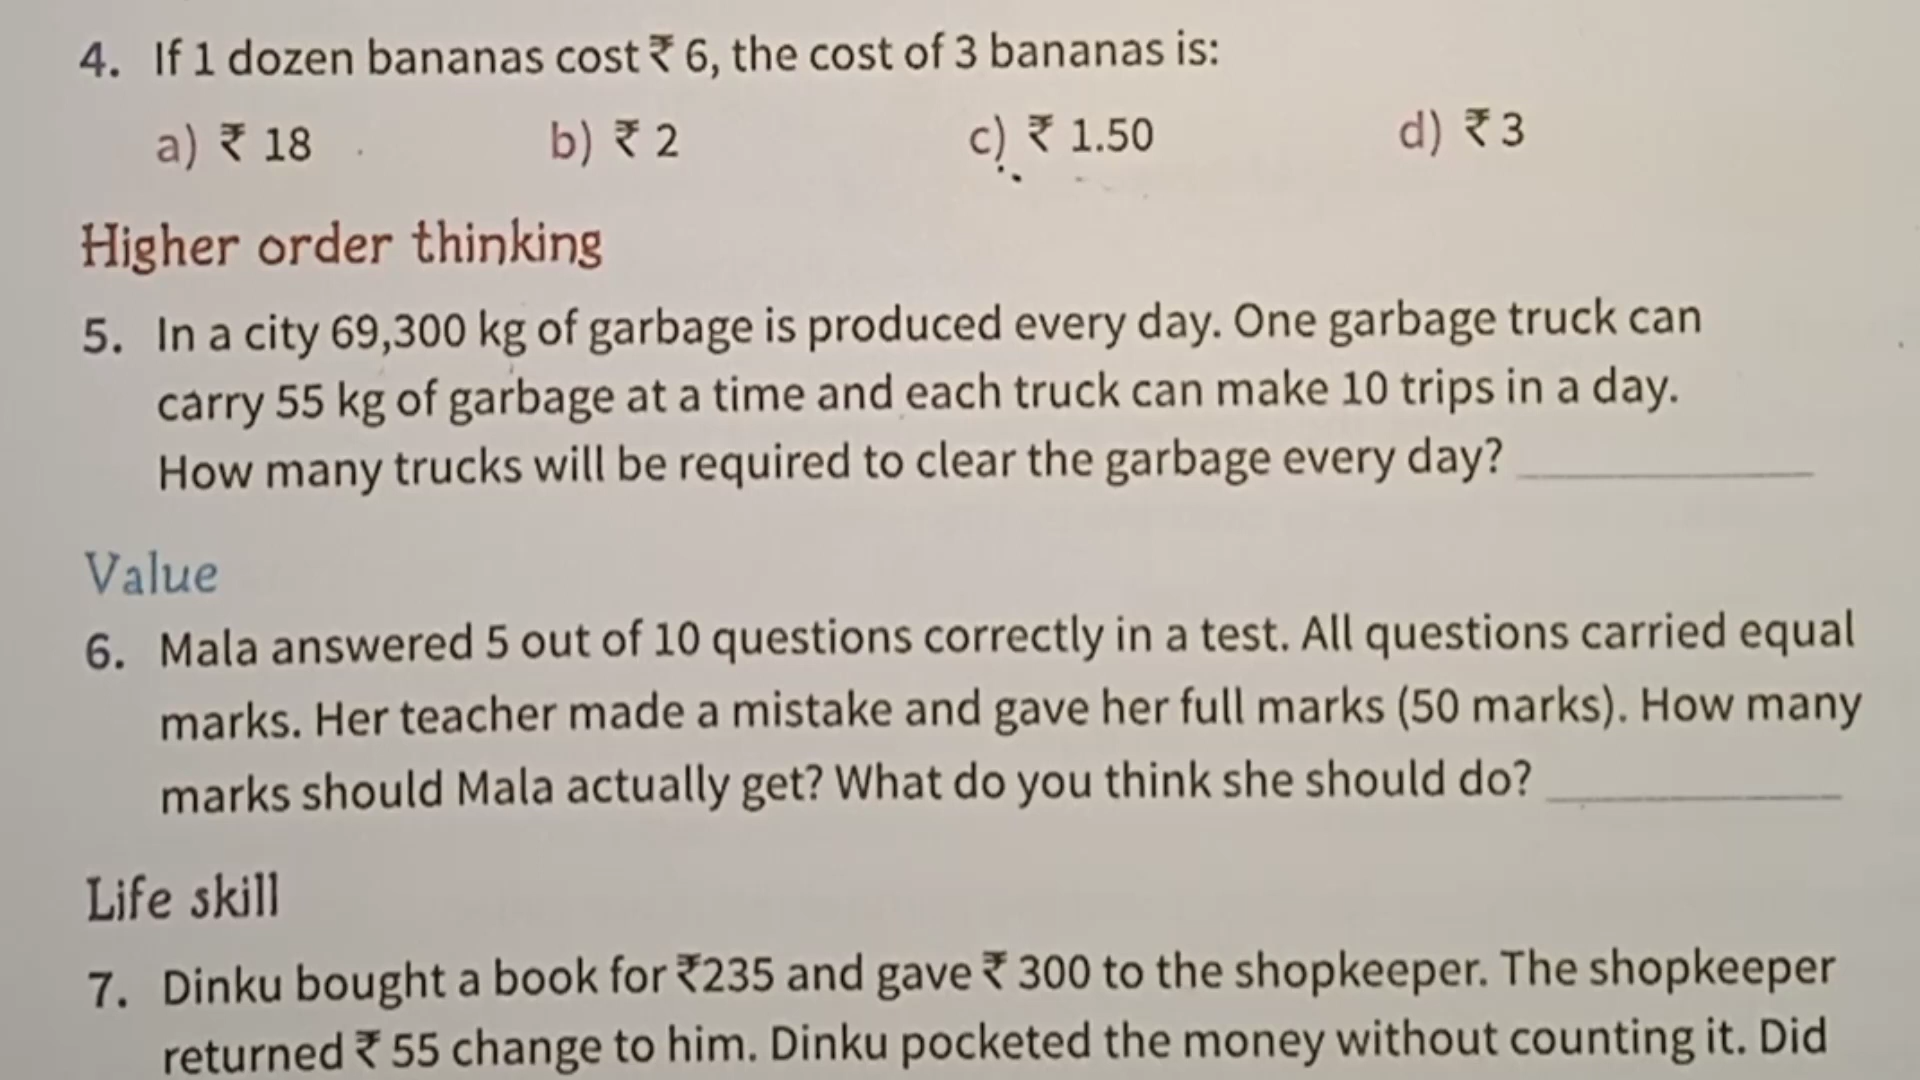 4. If 1 dozen bananas cost ₹ 6, the cost of 3 bananas is:
a) ₹ 18 b) ₹ 2 c) ₹ 1.50 d) ₹ 3
Higher order thinking
5. In a city 69,300 kg of garbage is produced every day. One garbage truck can
carry 55 kg of garbage at a time and each truck can make 10 trips in a day.
How many trucks will be required to clear the garbage every day? ____________
Value
6. Mala answered 5 out of 10 questions correctly in a test. All questions carried equal
marks. Her teacher made a mistake and gave her full marks (50 marks). How many
marks should Mala actually get? What do you think she should do? ____________
Life skill
7. Dinku bought a book for ₹235 and gave ₹ 300 to the shopkeeper. The shopkeeper
returned ₹ 55 change to him. Dinku pocketed the money without counting it. Did